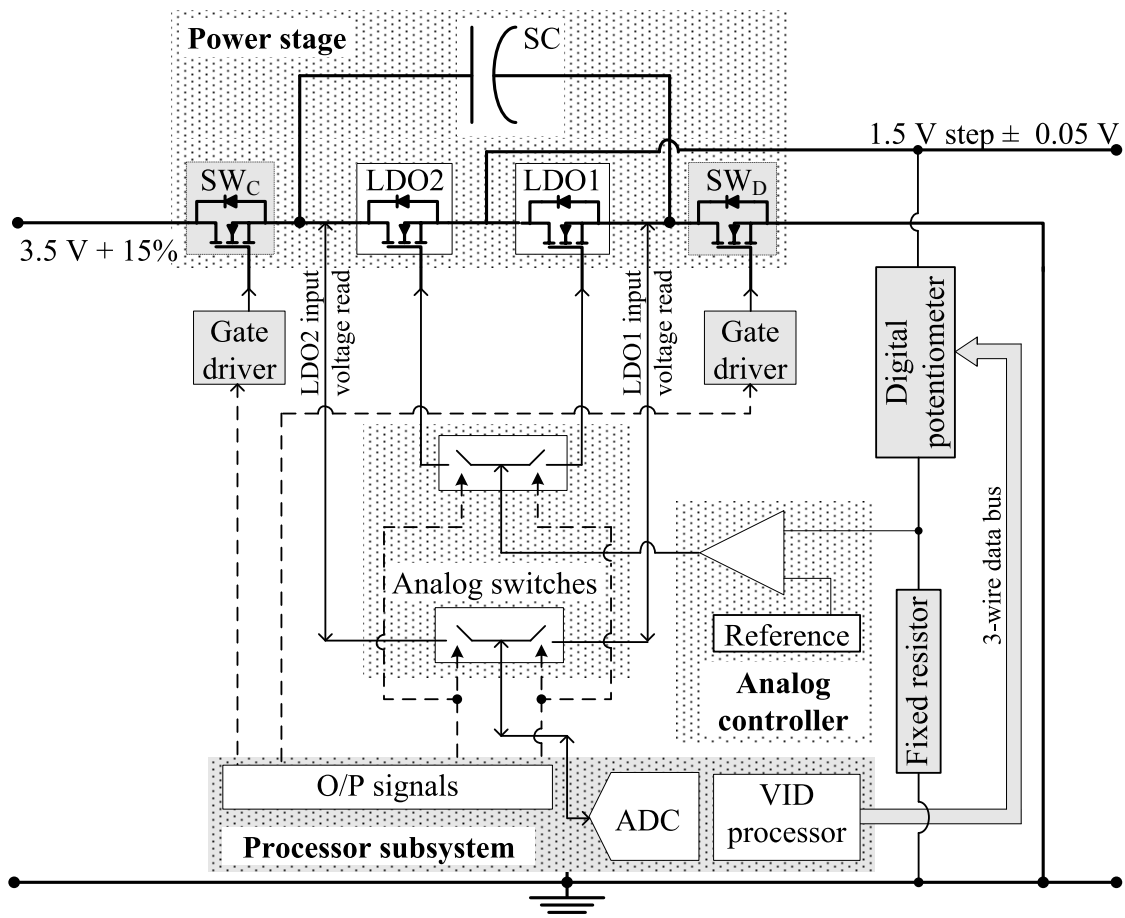 Power stage
SC
1.5 V step ± 0.05 V
SWC
LDO2
LDO1
SWD
3.5 V + 15%
LDO2 input
voltage read
LDO1 input
voltage read
Gate
driver
Gate
driver
Digital
potentiometer
3-wire data bus
Analog switches
Reference
Analog
controller
Fixed resistor
O/P signals
ADC
VID
processor
Processor subsystem